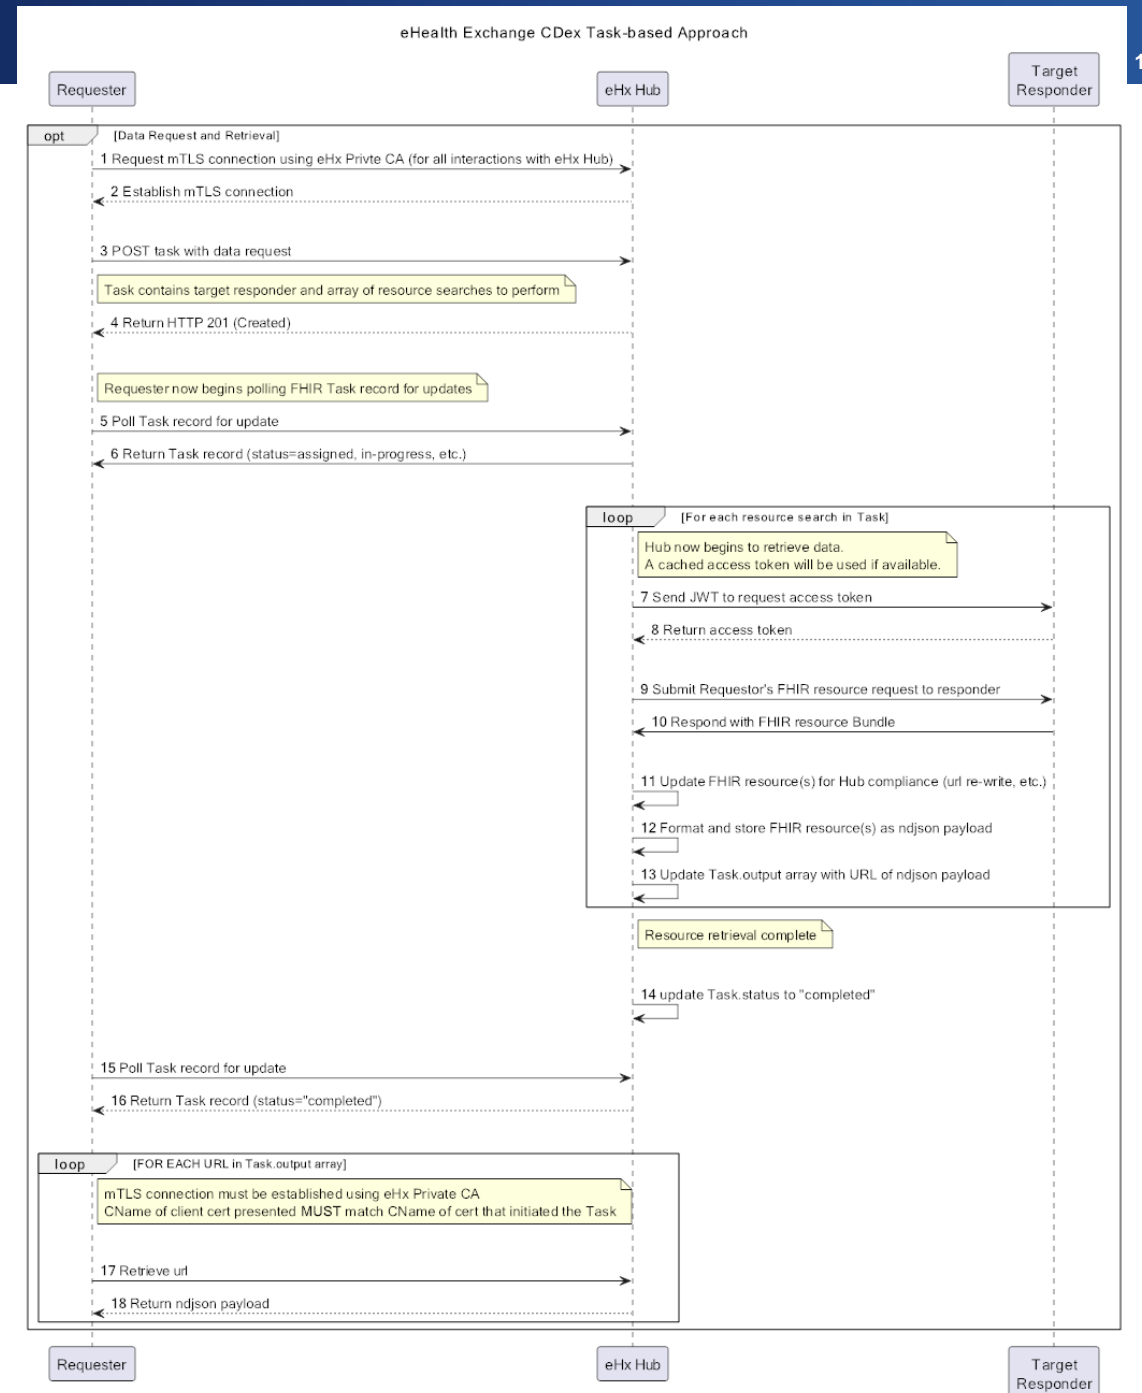 eHealth Exchange CDex Task-based Approach
1
Requester
eHx Hub
Target
Responder
opt
[Data Request and Retrieval]
1 Request mTLS connection using eHx Privte CA (for all interactions with eHx Hub)
2 Establish mTLS connection
3 POST task with data request
Task contains target responder and array of resource searches to perform
4 Return HTTP 201 (Created)
Requester now begins polling FHIR Task record for updates
5 Poll Task record for update
6 Return Task record (status=assigned, in-progress, etc.)
loop
[For each resource search in Task]
Hub now begins to retrieve data.
A cached access token will be used if available.
7 Send JWT to request access token
8 Return access token
9 Submit Requestor's FHIR resource request to responder
10 Respond with FHIR resource Bundle
11 Update FHIR resource(s) for Hub compliance (url re-write, etc.)
12 Format and store FHIR resource(s) as ndjson payload
13 Update Task.output array with URL of ndjson payload
Resource retrieval complete
14 update Task.status to "completed"
15 Poll Task record for update
16 Return Task record (status="completed")
loop
[FOR EACH URL in Task.output array]
mTLS connection must be established using eHx Private CA
CName of client cert presented MUST match CName of cert that initiated the Task
17 Retrieve url
18 Return ndjson payload
Requester
eHx Hub
Target
Responder